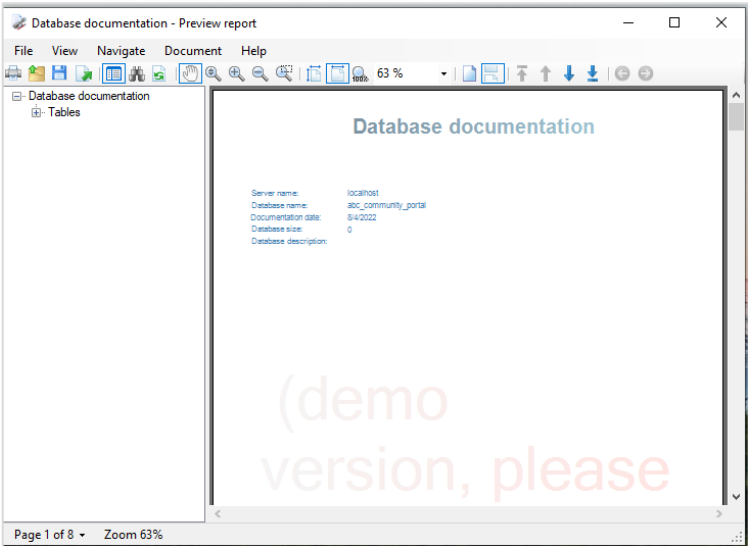 Database documentation - Preview report
File View Navigate Document Help
100% 63 %
Database documentation
Tables
Database documentation
Server name: localhost
Database name: abc_community_portal
Documentation date: 8/4/2022
Database size: 0
Database description:
(demo
version, please
Page 1 of 8 Zoom 63%